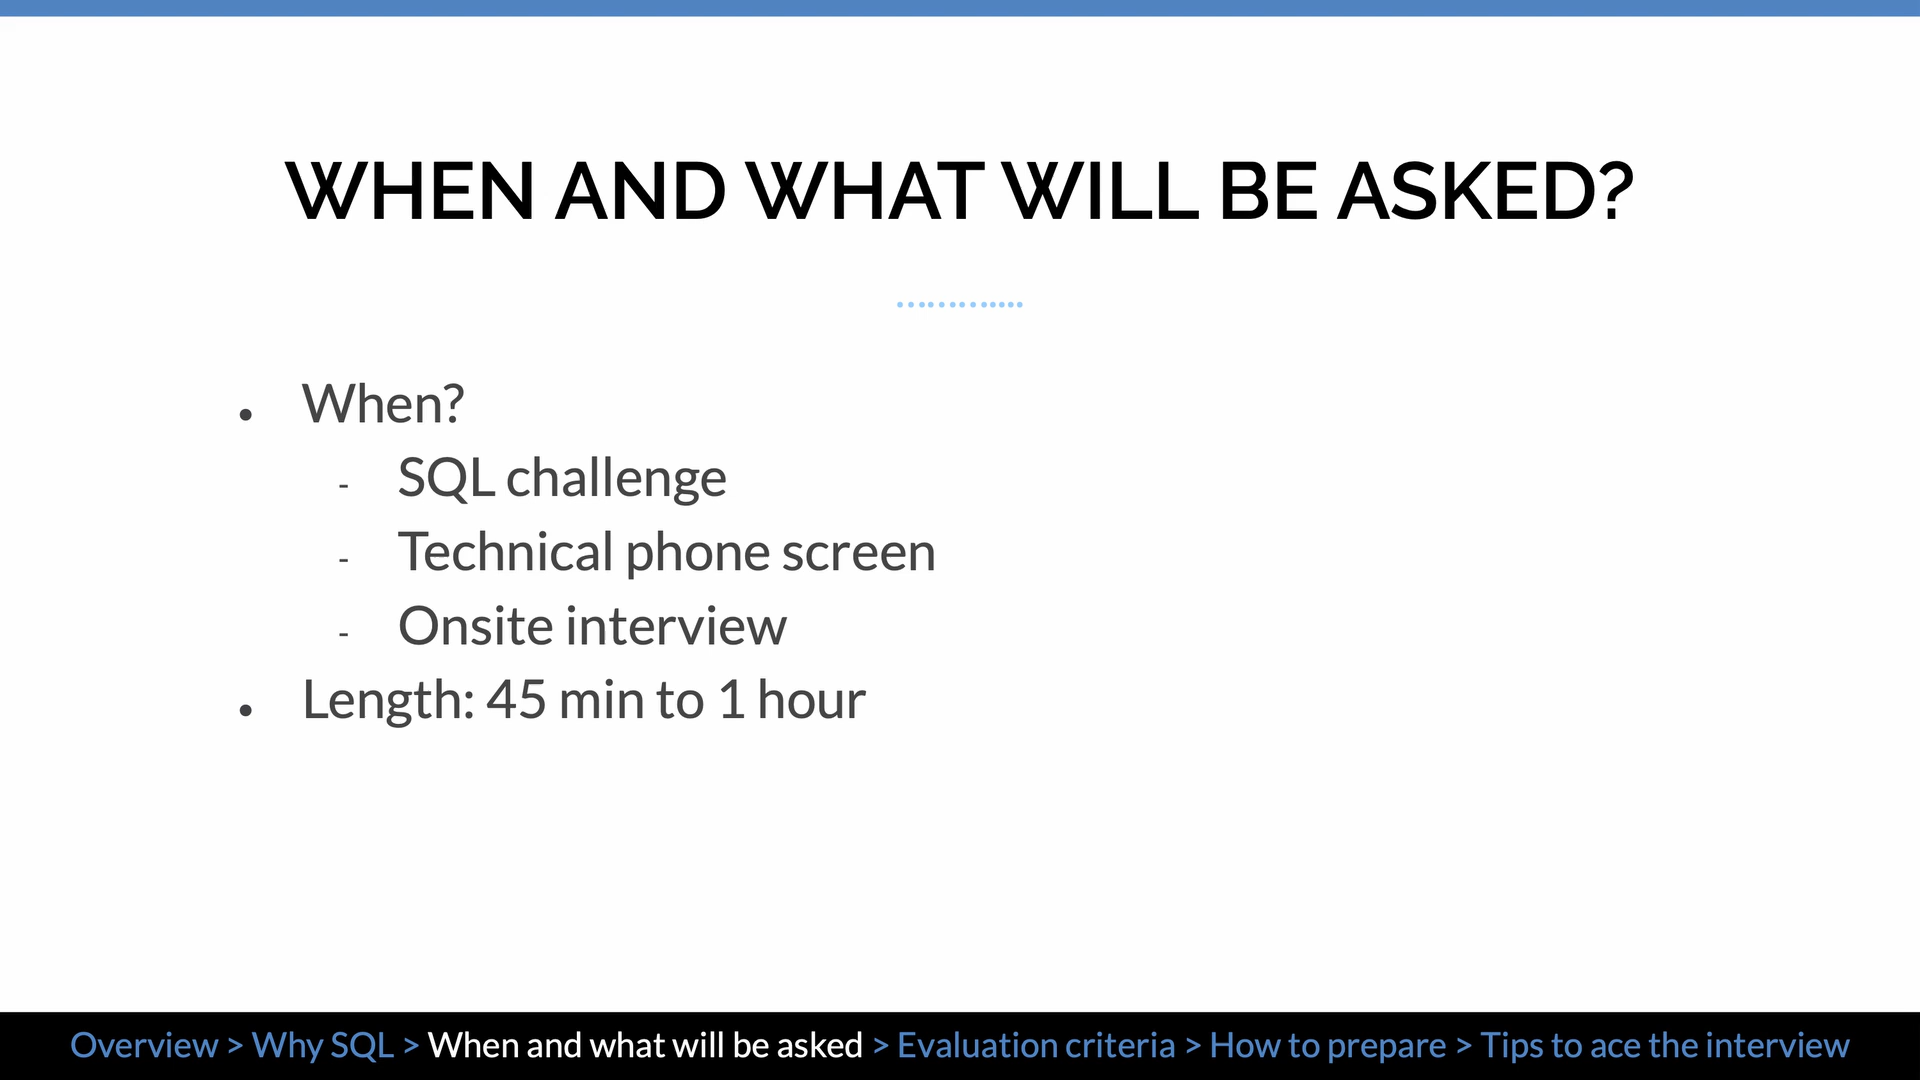 WHEN AND WHAT WILL BE ASKED?
• When?
- SQL challenge
- Technical phone screen
- Onsite interview
• Length: 45 min to 1 hour
Overview > Why SQL > When and what will be asked > Evaluation criteria > How to prepare > Tips to ace the interview